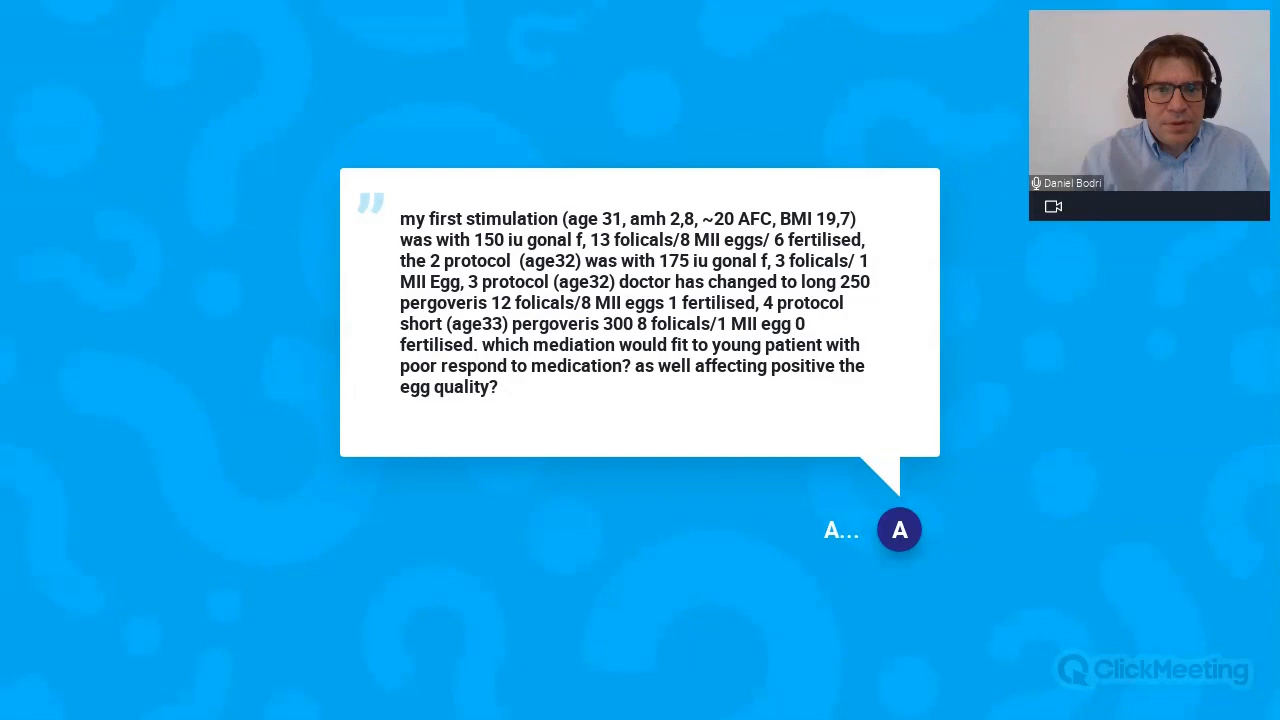 Daniel Bodri
my first stimulation (age 31, amh 2,8, ~20 AFC, BMI 19,7)
was with 150 iu gonal f, 13 folicals/8 MII eggs/ 6 fertilised,
the 2 protocol (age32) was with 175 iu gonal f, 3 folicals/ 1
MII Egg, 3 protocol (age32) doctor has changed to long 250
pergoveris 12 folicals/8 MII eggs 1 fertilised, 4 protocol
short (age33) pergoveris 300 8 folicals/1 MII egg 0
fertilised. which mediation would fit to young patient with
poor respond to medication? as well affecting positive the
egg quality?
A... A
ClickMeeting